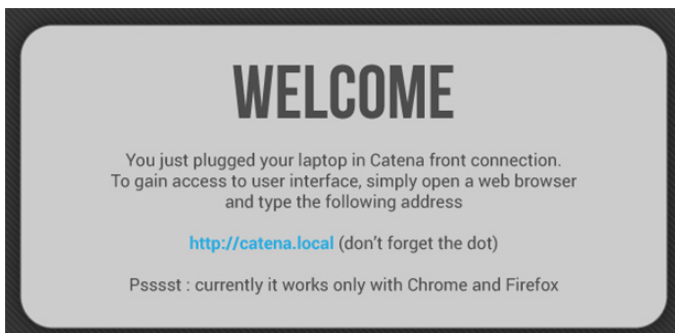 WELCOME
You just plugged your laptop in Catena front connection.
To gain access to user interface, simply open a web browser
and type the following address
http://catena.local (don't forget the dot)
Psssst : currently it works only with Chrome and Firefox